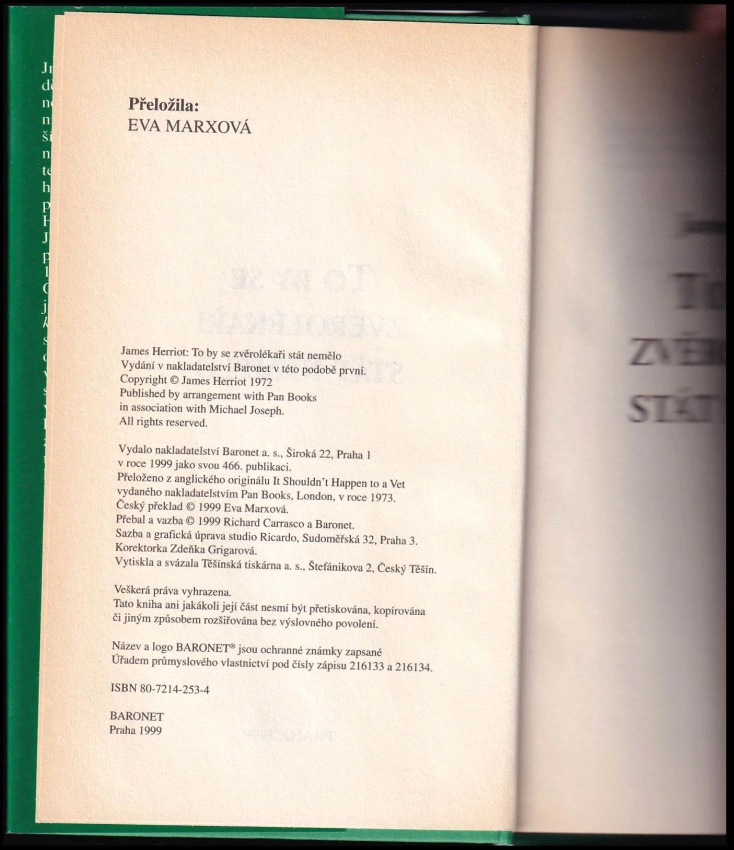 Přeložila:
EVA MARXOVÁ
James Herriot: To by se zvěrolékaři stát nemělo
Vydání v nakladatelství Baronet v této podobě první.
Copyright © James Herriot 1972
Published by arrangement with Pan Books
in association with Michael Joseph.
All rights reserved.
Vydalo nakladatelství Baronet a. s., Široká 22, Praha 1
v roce 1999 jako svou 466. publikaci.
Přeloženo z anglického originálu It Shouldn't Happen to a Vet
vydaného nakladatelstvím Pan Books, London, v roce 1973.
Český překlad © 1999 Eva Marxová.
Přebal a vazba © 1999 Richard Carrasco a Baronet.
Sazba a grafická úprava studio Ricardo, Sudoměřská 32, Praha 3.
Korektorka Zdeňka Grigarová.
Vytiskla a svázala Těšínská tiskárna a. s., Štefánikova 2, Český Těšín.
Veškerá práva vyhrazena.
Tato kniha ani jakákoli její část nesmí být přetiskována, kopírována
či jiným způsobem rozšiřována bez výslovného povolení.
Název a logo BARONET® jsou ochranné známky zapsané
Úřadem průmyslového vlastnictví pod čísly zápisu 216133 a 216134.
ISBN 80-7214-253-4
BARONET
Praha 1999